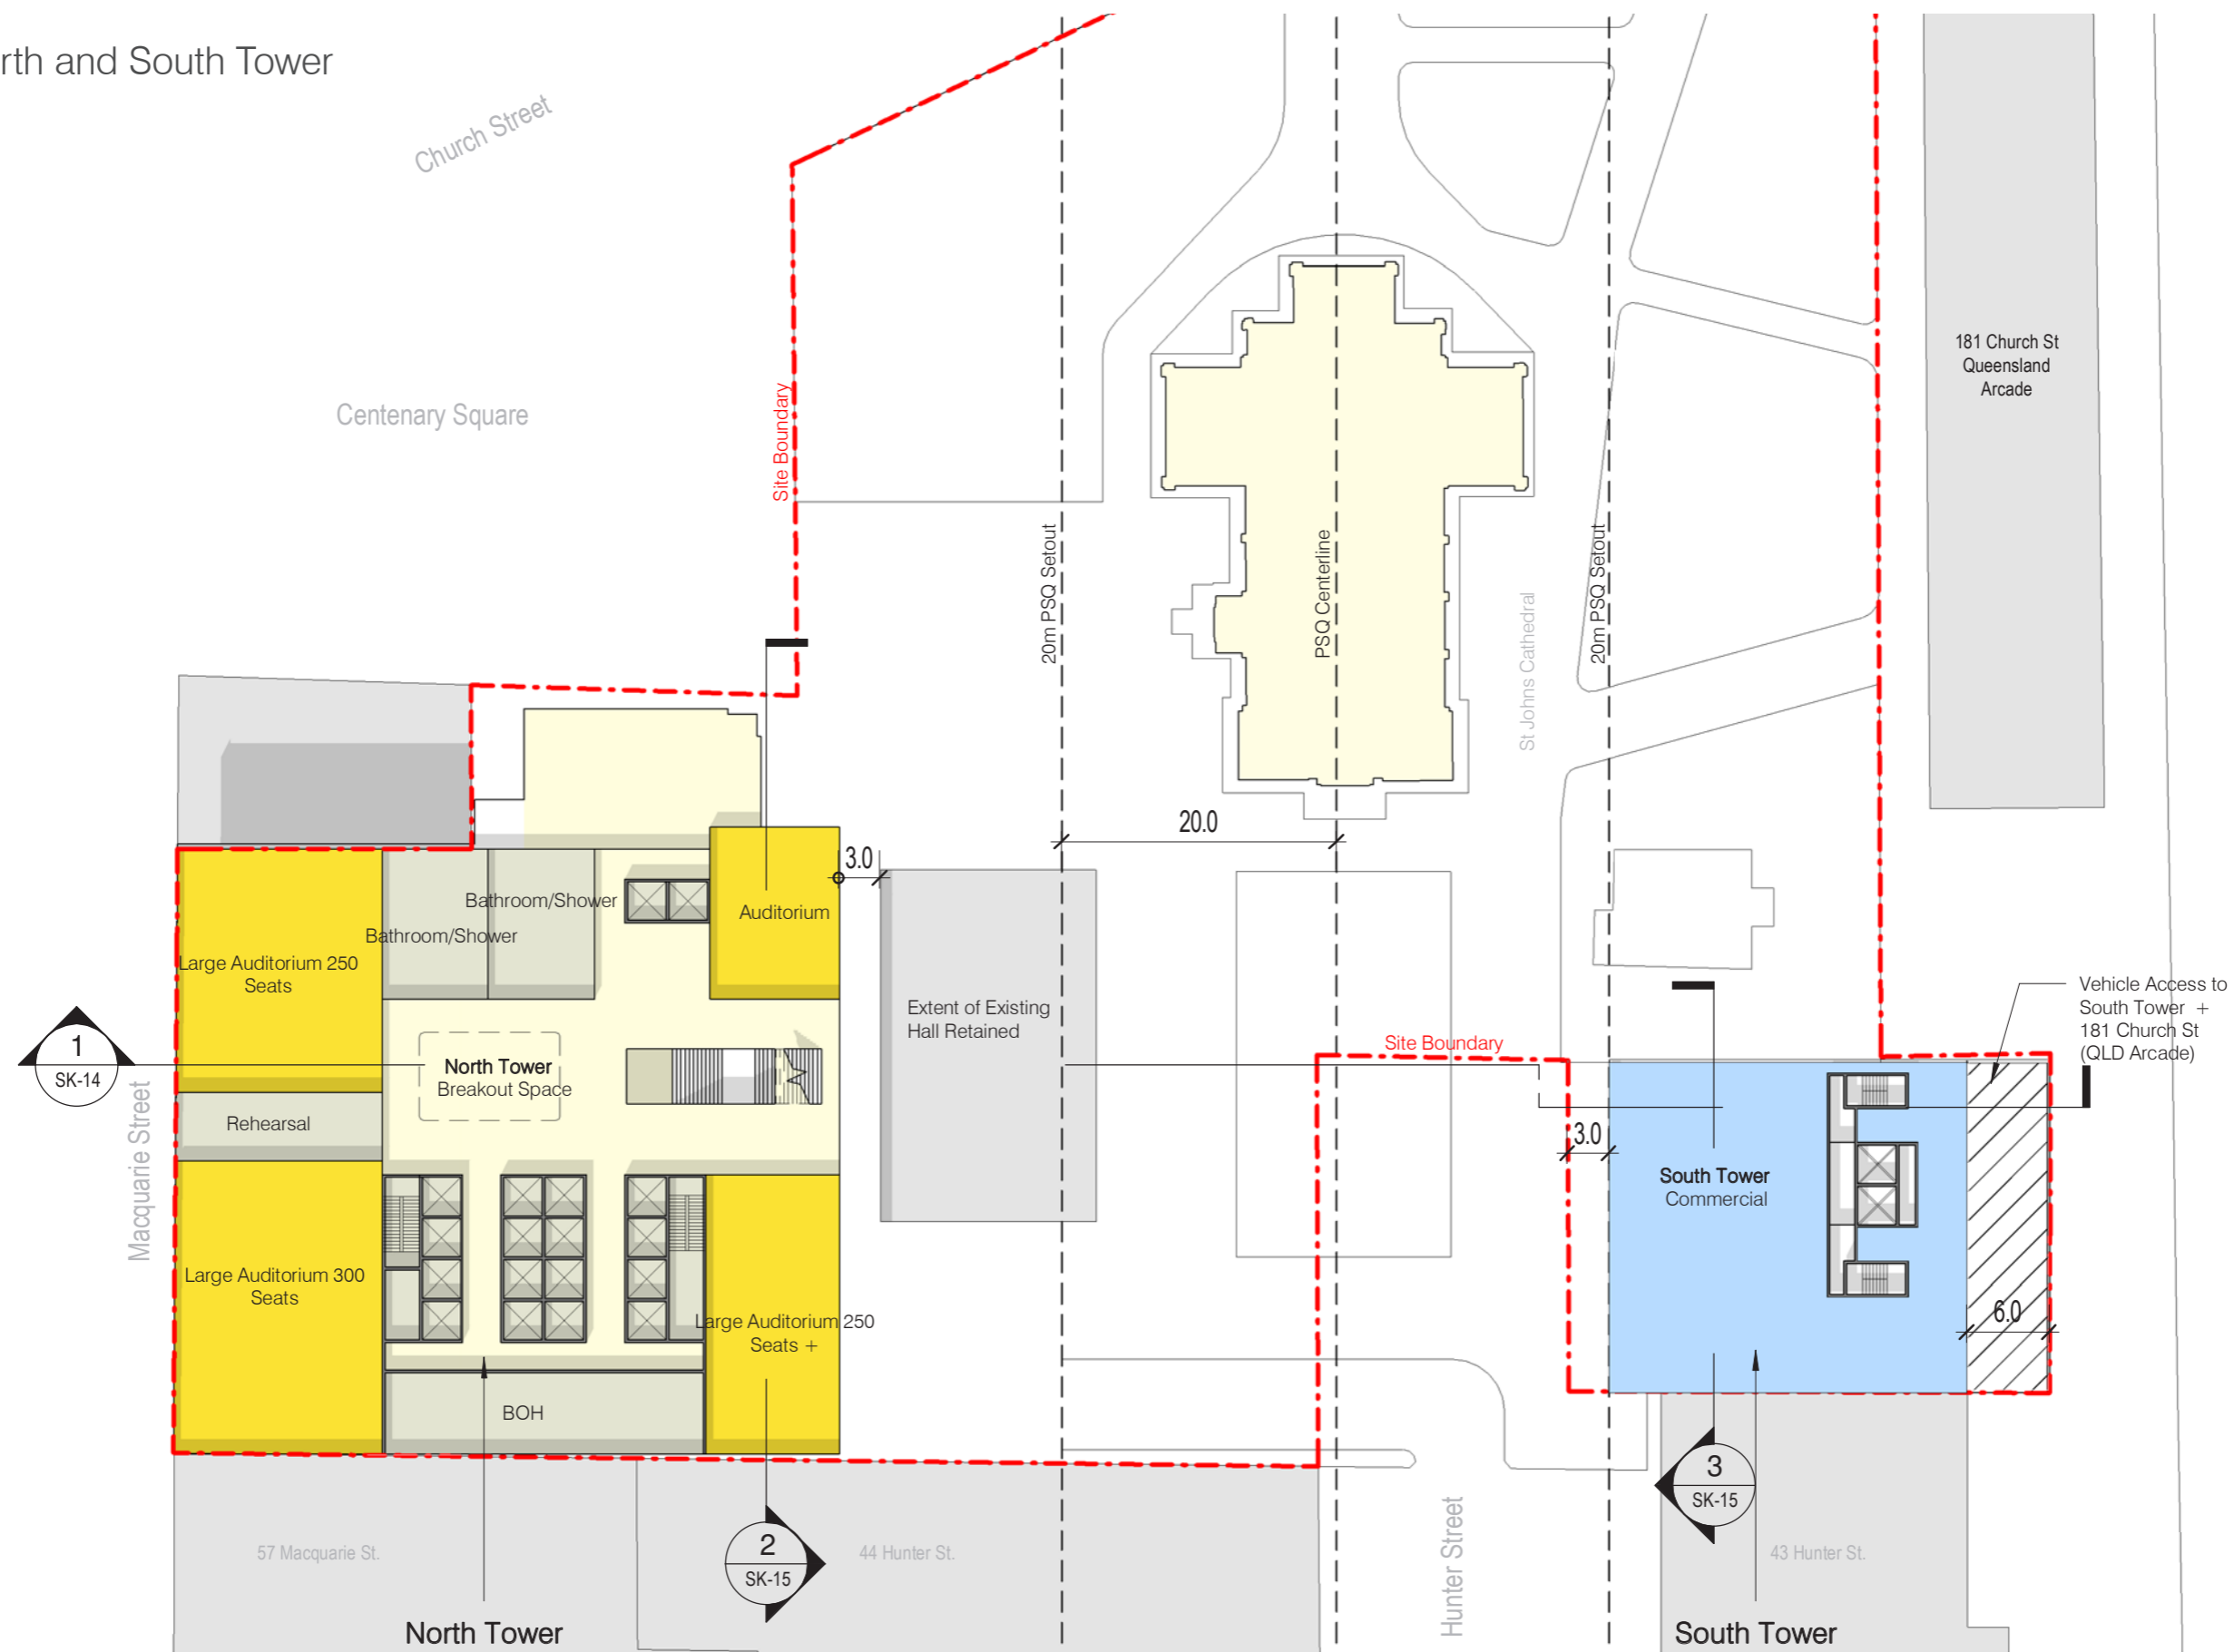 rth and South Tower
Church Street
Centenary Square
Site Boundary
20m PSQ Setout
PSQ Centerline
St Johns Cathedral
20m PSQ Setout
181 Church St
Queensland
Arcade
20.0
3.0
Bathroom/Shower
Bathroom/Shower
Auditorium
Large Auditorium 250
Seats
Extent of Existing
Hall Retained
Vehicle Access to
South Tower +
181 Church St
(QLD Arcade)
Site Boundary
1
SK-14
North Tower
Breakout Space
Macquarie Street
Rehearsal
3.0
South Tower
Commercial
Large Auditorium 300
Seats
Large Auditorium 250
Seats +
6.0
BOH
3
SK-15
2
SK-15
57 Macquarie St.
44 Hunter St.
Hunter Street
43 Hunter St.
North Tower
South Tower